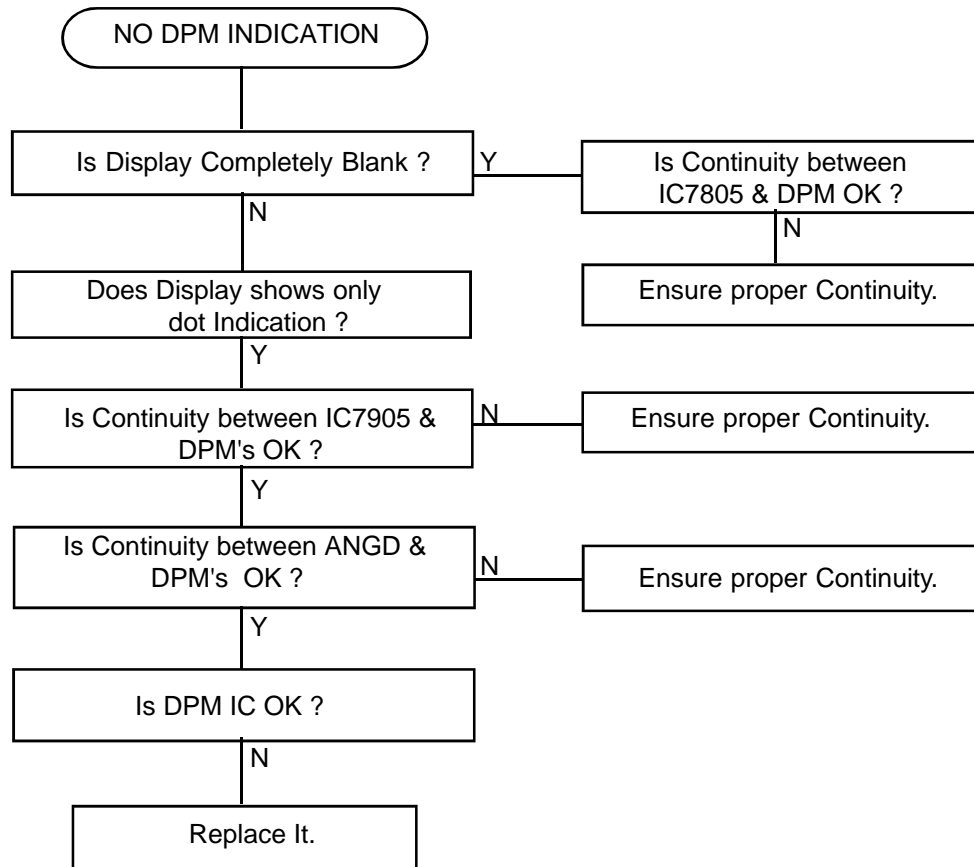 NO DPM INDICATION
Is Display Completely Blank ?
Y
Is Continuity between
IC7805 & DPM OK ?
N
N
Does Display shows only
dot Indication ?
Ensure proper Continuity.
Y
Is Continuity between IC7905 &
DPM's OK ?
N
Ensure proper Continuity.
Y
Is Continuity between ANGD &
DPM's OK ?
N
Ensure proper Continuity.
Y
Is DPM IC OK ?
N
Replace It.